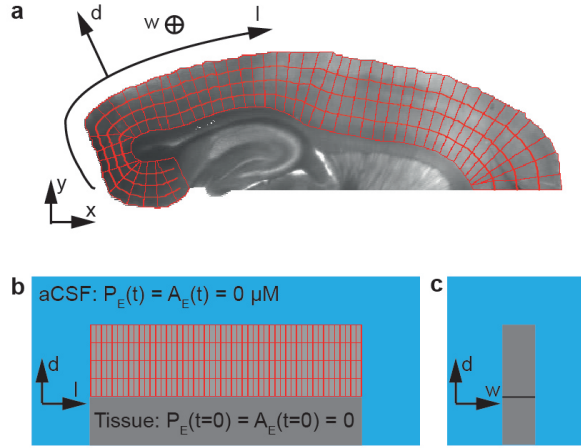 a
d
w
l
y
x
b
aCSF: P_E(t) = A_E(t) = 0 µM
d
l
Tissue: P_E(t=0) = A_E(t=0) = 0
c
d
w